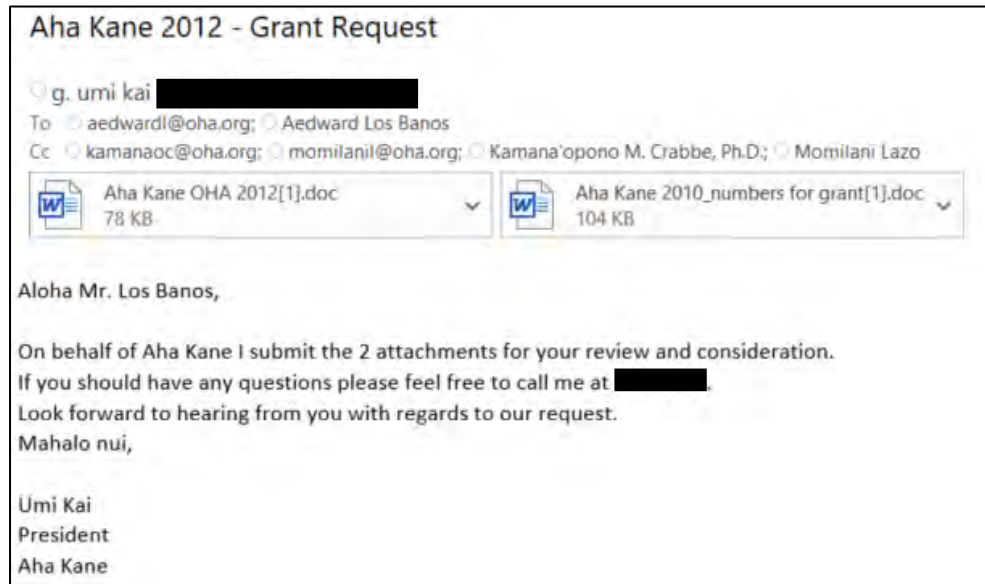 Aha Kane 2012 - Grant Request
g. umi kai
To aedwardl@oha.org; Aedward Los Banos
Cc kamanaoc@oha.org; momilanil@oha.org; Kamana'opono M. Crabbe, Ph.D.; Momilani Lazo
Aha Kane OHA 2012[1].doc
78 KB
Aha Kane 2010_numbers for grant[1].doc
104 KB
Aloha Mr. Los Banos,
On behalf of Aha Kane I submit the 2 attachments for your review and consideration.
If you should have any questions please feel free to call me at .
Look forward to hearing from you with regards to our request.
Mahalo nui,
Umi Kai
President
Aha Kane